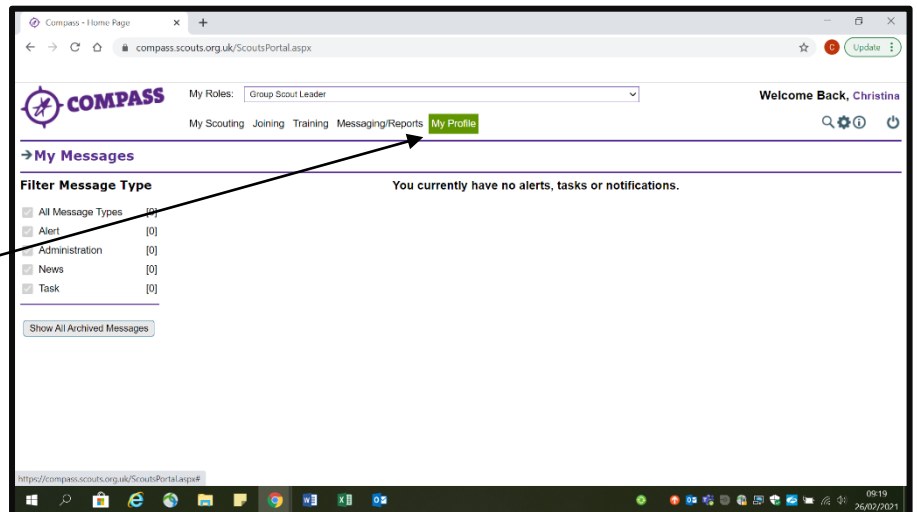 Compass - Home Page
compass.scouts.org.uk/ScoutsPortal.aspx
C
Update
COMPASS
My Roles: Group Scout Leader
Welcome Back, Christina
My Scouting Joining Training Messaging/Reports My Profile
→My Messages
Filter Message Type
You currently have no alerts, tasks or notifications.
All Message Types [0]
Alert [0]
Administration [0]
News [0]
Task [0]
Show All Archived Messages
https://compass.scouts.org.uk/ScoutsPortal.aspx#
09:19
26/02/2021